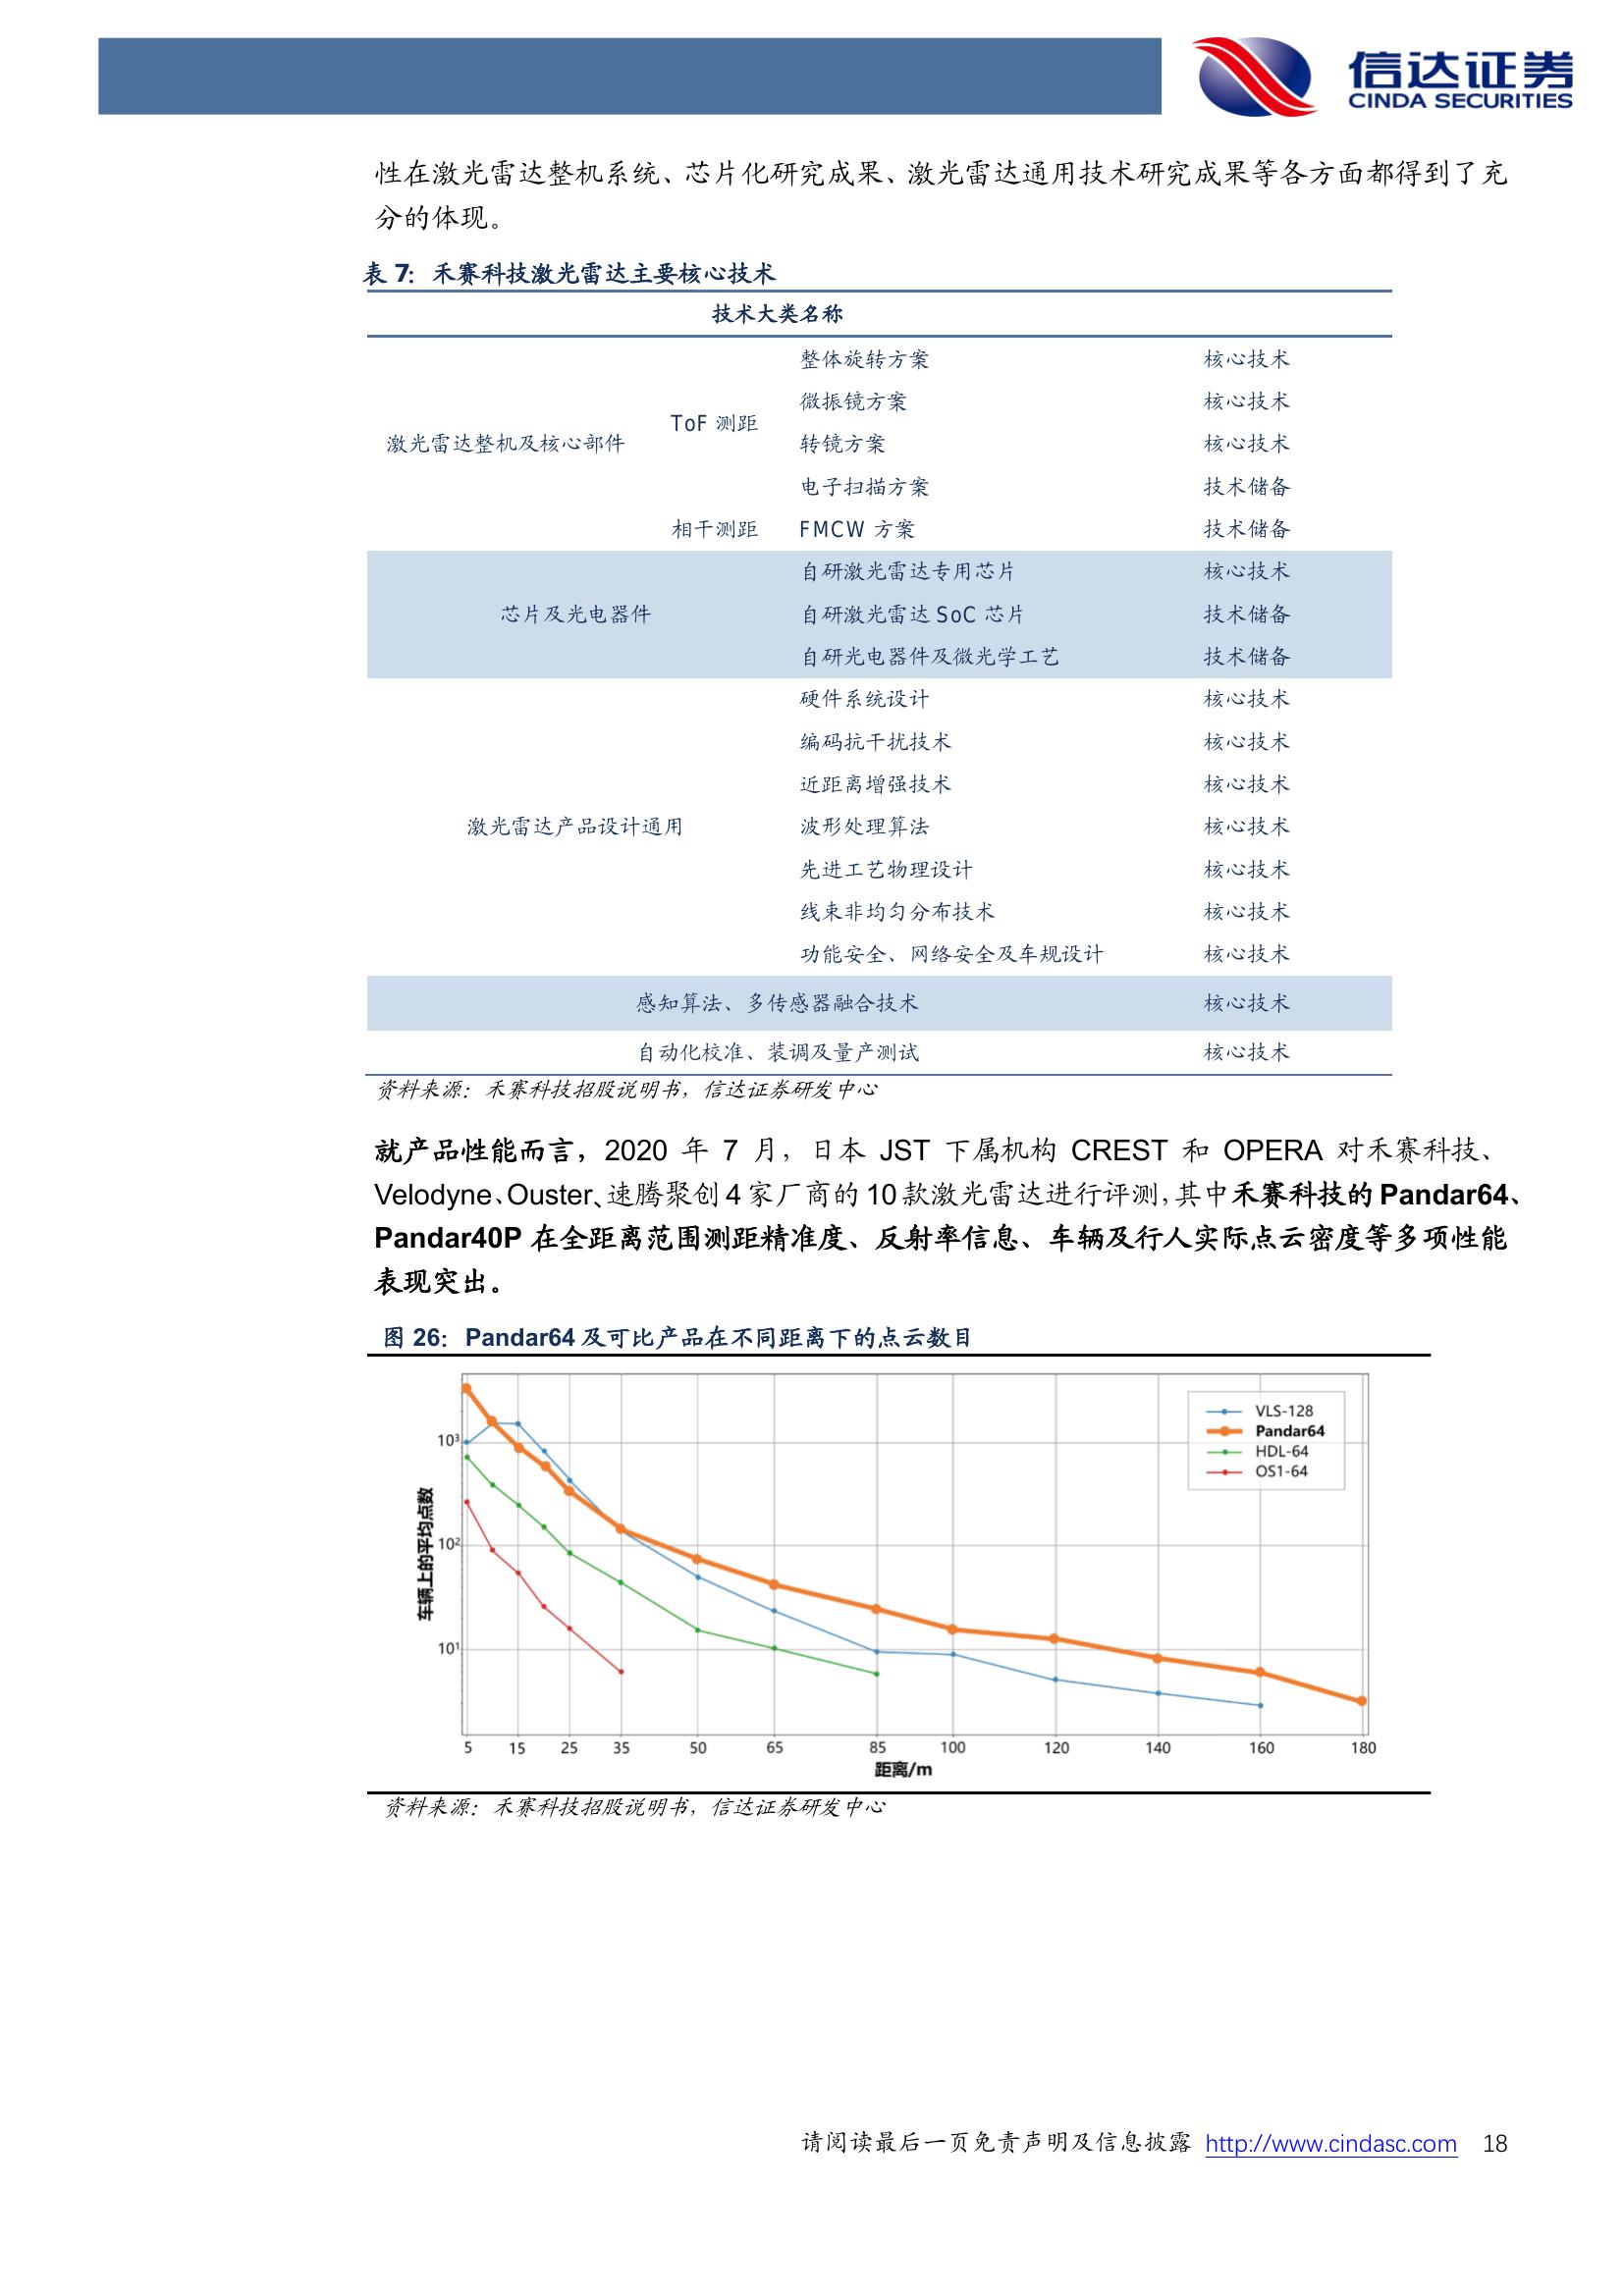 信达证券
CINDA SECURITIES
性在激光雷达整机系统、芯片化研究成果、激光雷达通用技术研究成果等各方面都得到了充
分的体现。
表 7：禾赛科技激光雷达主要核心技术
技术大类名称
整体旋转方案 核心技术
微振镜方案 核心技术
ToF 测距
激光雷达整机及核心部件 转镜方案 核心技术
电子扫描方案 技术储备
相干测距 FMCW 方案 技术储备
自研激光雷达专用芯片 核心技术
芯片及光电器件 自研激光雷达 SoC 芯片 技术储备
自研光电器件及微光学工艺 技术储备
硬件系统设计 核心技术
编码抗干扰技术 核心技术
近距离增强技术 核心技术
激光雷达产品设计通用 波形处理算法 核心技术
先进工艺物理设计 核心技术
线束非均匀分布技术 核心技术
功能安全、网络安全及车规设计 核心技术
感知算法、多传感器融合技术 核心技术
自动化校准、装调及量产测试 核心技术
资料来源：禾赛科技招股说明书，信达证券研发中心
就产品性能而言，2020 年 7 月，日本 JST 下属机构 CREST 和 OPERA 对禾赛科技、
Velodyne、Ouster、速腾聚创 4 家厂商的 10 款激光雷达进行评测，其中禾赛科技的 Pandar64、
Pandar40P 在全距离范围测距精准度、反射率信息、车辆及行人实际点云密度等多项性能
表现突出。
图 26：Pandar64 及可比产品在不同距离下的点云数目
VLS-128
Pandar64
HDL-64
OS1-64
10³
10²
10¹
车辆上的平均点数
5 15 25 35 50 65 85 100 120 140 160 180
距离/m
资料来源：禾赛科技招股说明书，信达证券研发中心
请阅读最后一页免责声明及信息披露 http://www.cindasc.com 18